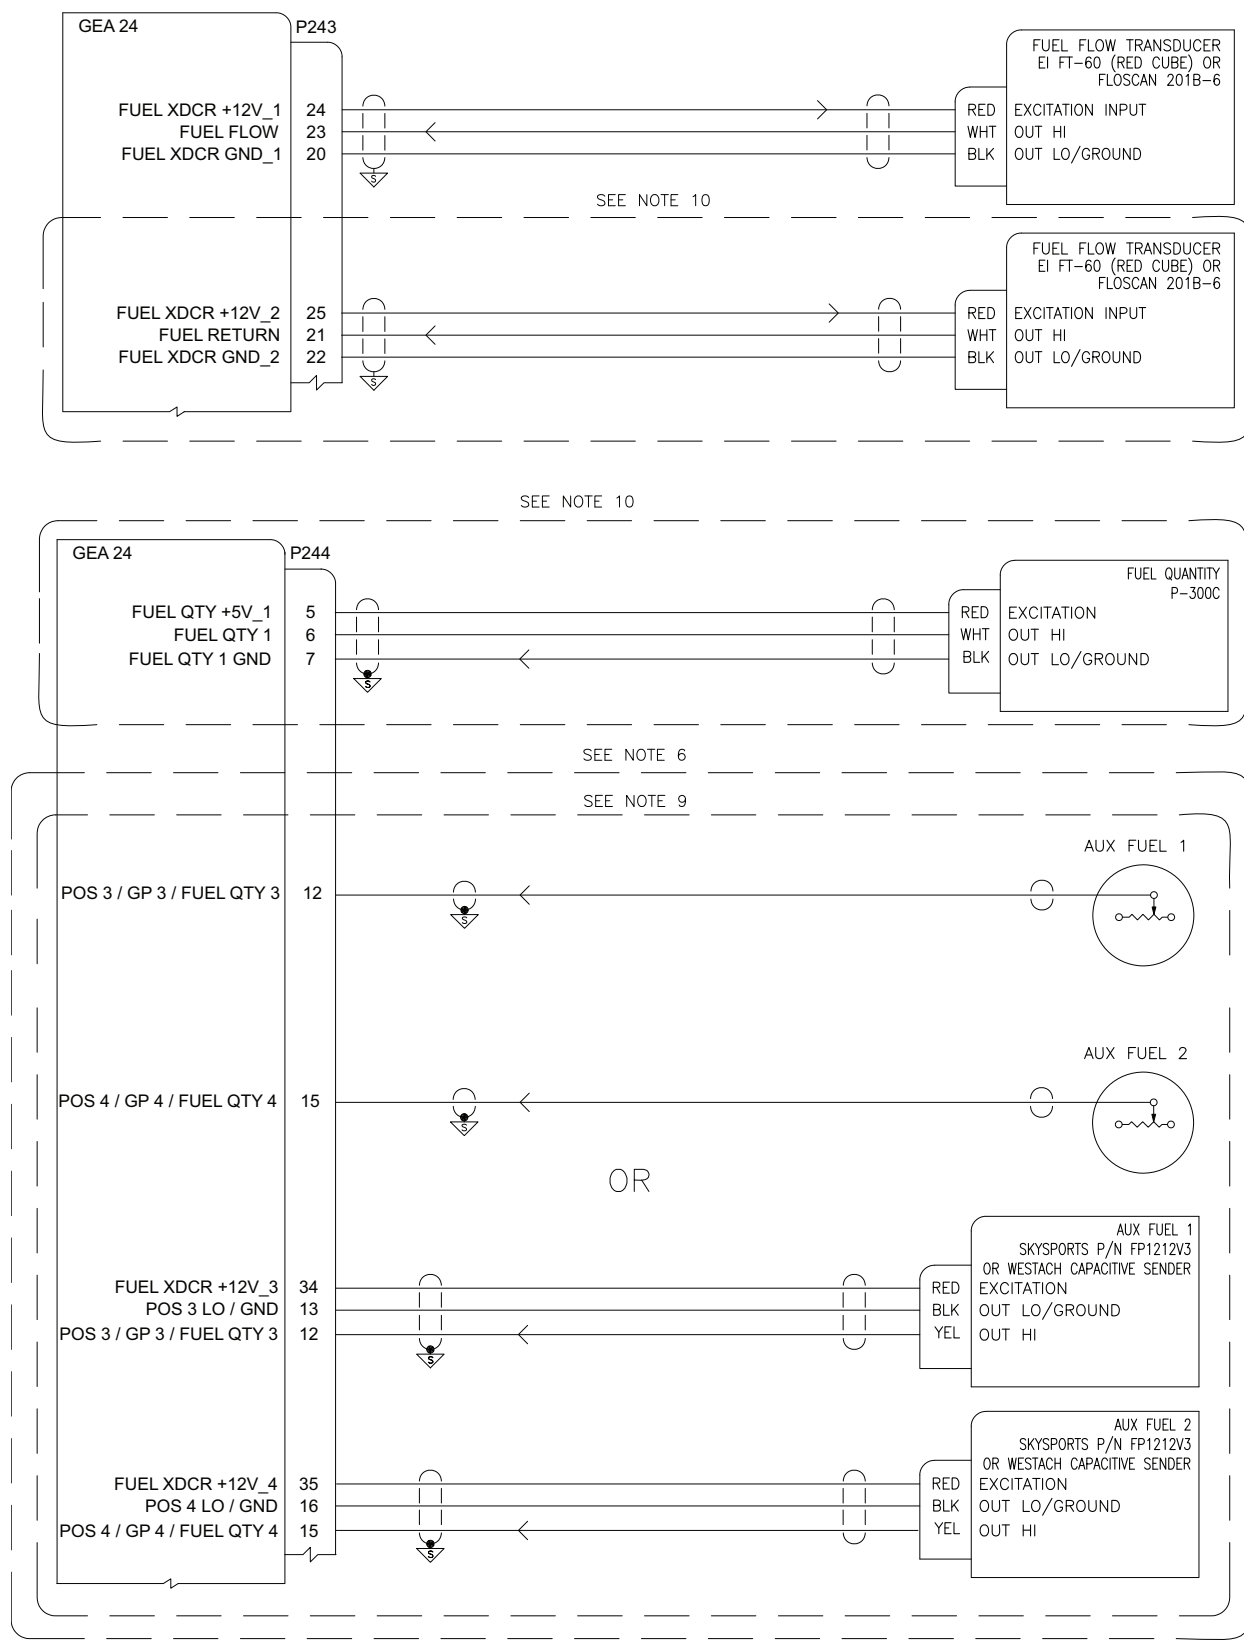 GEA 24
P243
FUEL FLOW TRANSDUCER
EI FT-60 (RED CUBE) OR
FLOSCAN 201B-6
FUEL XDCR +12V_1 24 RED EXCITATION INPUT
FUEL FLOW 23 WHT OUT HI
FUEL XDCR GND_1 20 BLK OUT LO/GROUND
S
SEE NOTE 10
FUEL FLOW TRANSDUCER
EI FT-60 (RED CUBE) OR
FLOSCAN 201B-6
FUEL XDCR +12V_2 25 RED EXCITATION INPUT
FUEL RETURN 21 WHT OUT HI
FUEL XDCR GND_2 22 BLK OUT LO/GROUND
S
SEE NOTE 10
GEA 24
P244
FUEL QUANTITY
P-300C
FUEL QTY +5V_1 5 RED EXCITATION
FUEL QTY 1 6 WHT OUT HI
FUEL QTY 1 GND 7 BLK OUT LO/GROUND
S
SEE NOTE 6
SEE NOTE 9
AUX FUEL 1
POS 3 / GP 3 / FUEL QTY 3 12
S
AUX FUEL 2
POS 4 / GP 4 / FUEL QTY 4 15
S
OR
AUX FUEL 1
SKYSPORTS P/N FP1212V3
OR WESTACH CAPACITIVE SENDER
FUEL XDCR +12V_3 34 RED EXCITATION
POS 3 LO / GND 13 BLK OUT LO/GROUND
POS 3 / GP 3 / FUEL QTY 3 12 YEL OUT HI
S
AUX FUEL 2
SKYSPORTS P/N FP1212V3
OR WESTACH CAPACITIVE SENDER
FUEL XDCR +12V_4 35 RED EXCITATION
POS 4 LO / GND 16 BLK OUT LO/GROUND
POS 4 / GP 4 / FUEL QTY 4 15 YEL OUT HI
S